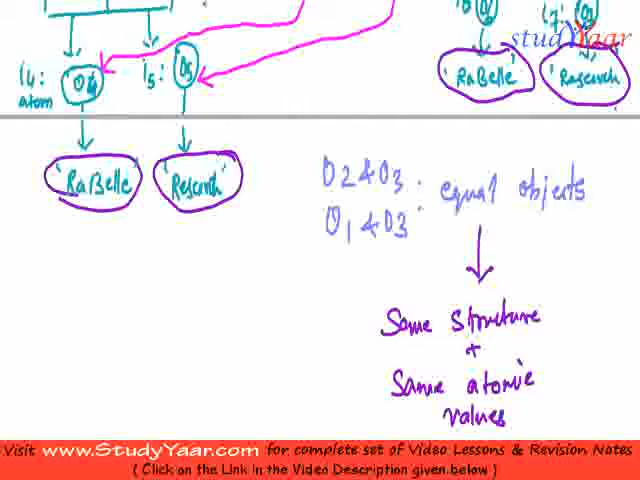 studYaar
i4:
atom
O4
i5:
O5
i7:
'RaBelle'
'Research'
'RaBelle'
'Research'
O2 & O3 : equal objects
O1 & O3 :
Same structure
+
Same atomic
values
Visit www.StudyYaar.com for complete set of Video Lessons & Revision Notes
( Click on the Link in the Video Description given below )